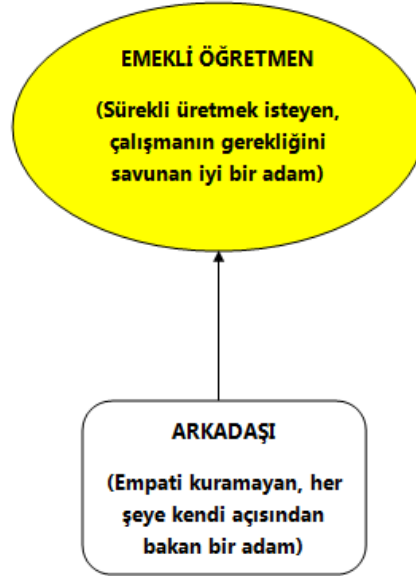 EMEKLİ ÖĞRETMEN
(Sürekli üretmek isteyen,
çalışmanın gerekliğini
savunan iyi bir adam)
ARKADAŞI
(Empati kuramayan, her
şeye kendi açısından
bakan bir adam)